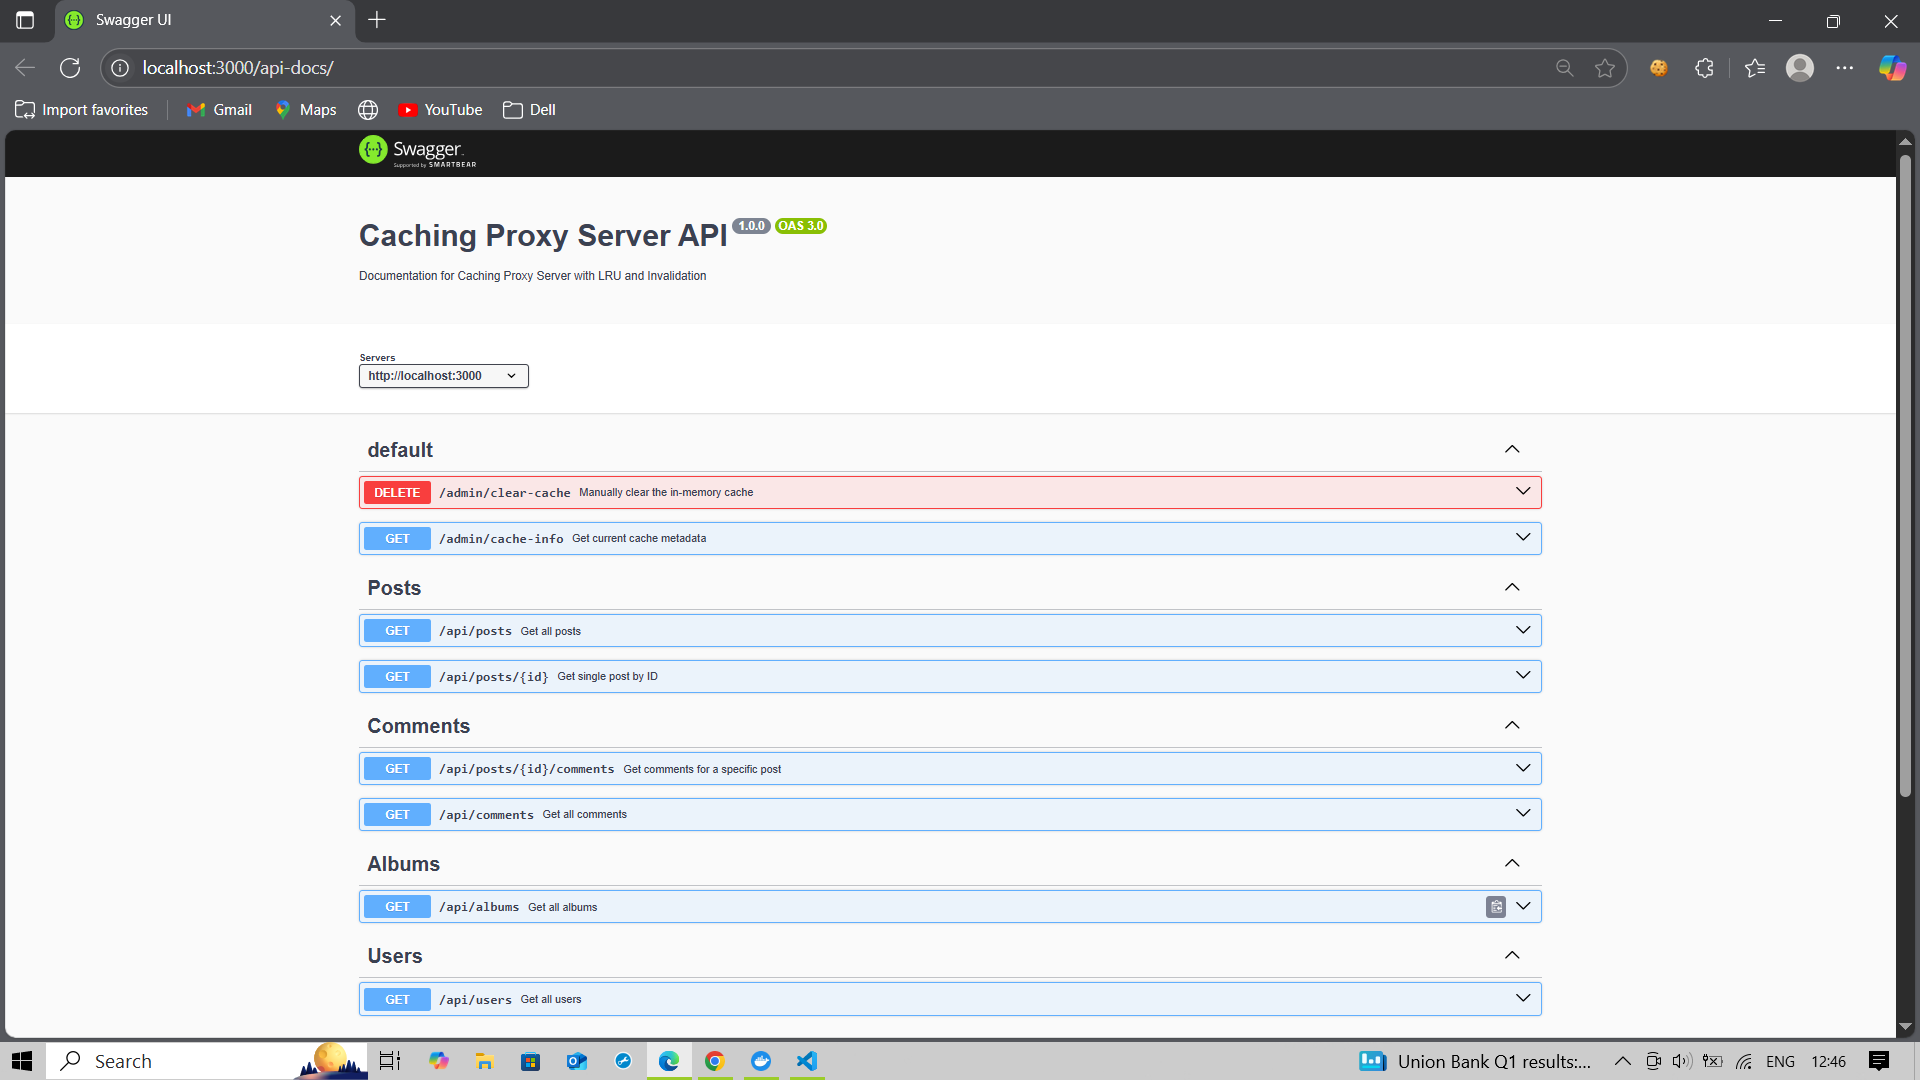 Swagger UI
localhost:3000/api-docs/
Import favorites
Gmail
Maps
YouTube
Dell
Swagger.
Supported by SMARTBEAR
Caching Proxy Server API 1.0.0 OAS 3.0
Documentation for Caching Proxy Server with LRU and Invalidation
Servers
http://localhost:3000
default
DELETE /admin/clear-cache Manually clear the in-memory cache
GET /admin/cache-info Get current cache metadata
Posts
GET /api/posts Get all posts
GET /api/posts/{id} Get single post by ID
Comments
GET /api/posts/{id}/comments Get comments for a specific post
GET /api/comments Get all comments
Albums
GET /api/albums Get all albums
Users
GET /api/users Get all users
Search
Union Bank Q1 results:...
ENG
12:46